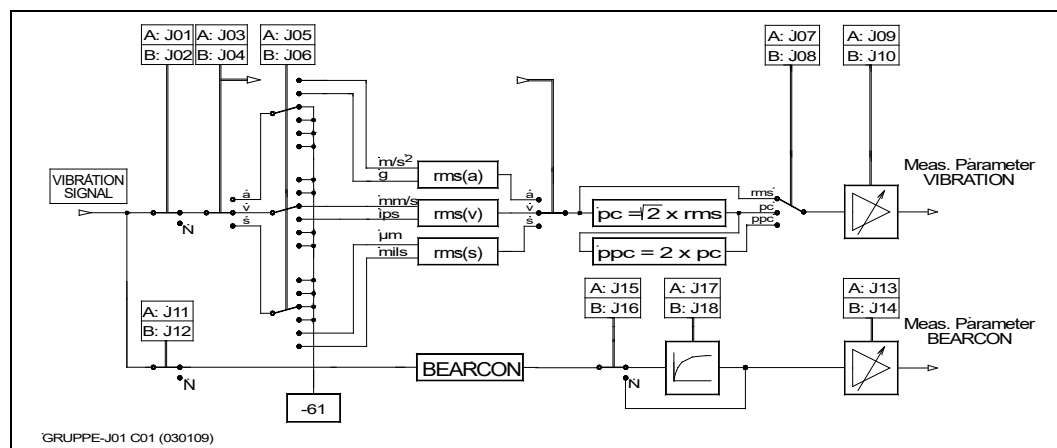 A: J01
B: J02
A: J03
B: J04
A: J05
B: J06
A: J07
B: J08
A: J09
B: J10
m/s²
g
rms(a)
Meas. Parameter
VIBRATION
VIBRATION
SIGNAL
a
v
s
N
mm/s
ips
rms(v)
a
v
s
pc = √2 x rms
rms
pc
ppc
µm
mils
rms(s)
ppc = 2 x pc
A: J11
B: J12
N
BEARCON
A: J15
B: J16
N
A: J17
B: J18
A: J13
B: J14
Meas. Parameter
BEARCON
-61
GRUPPE-J01 C01 (030109)